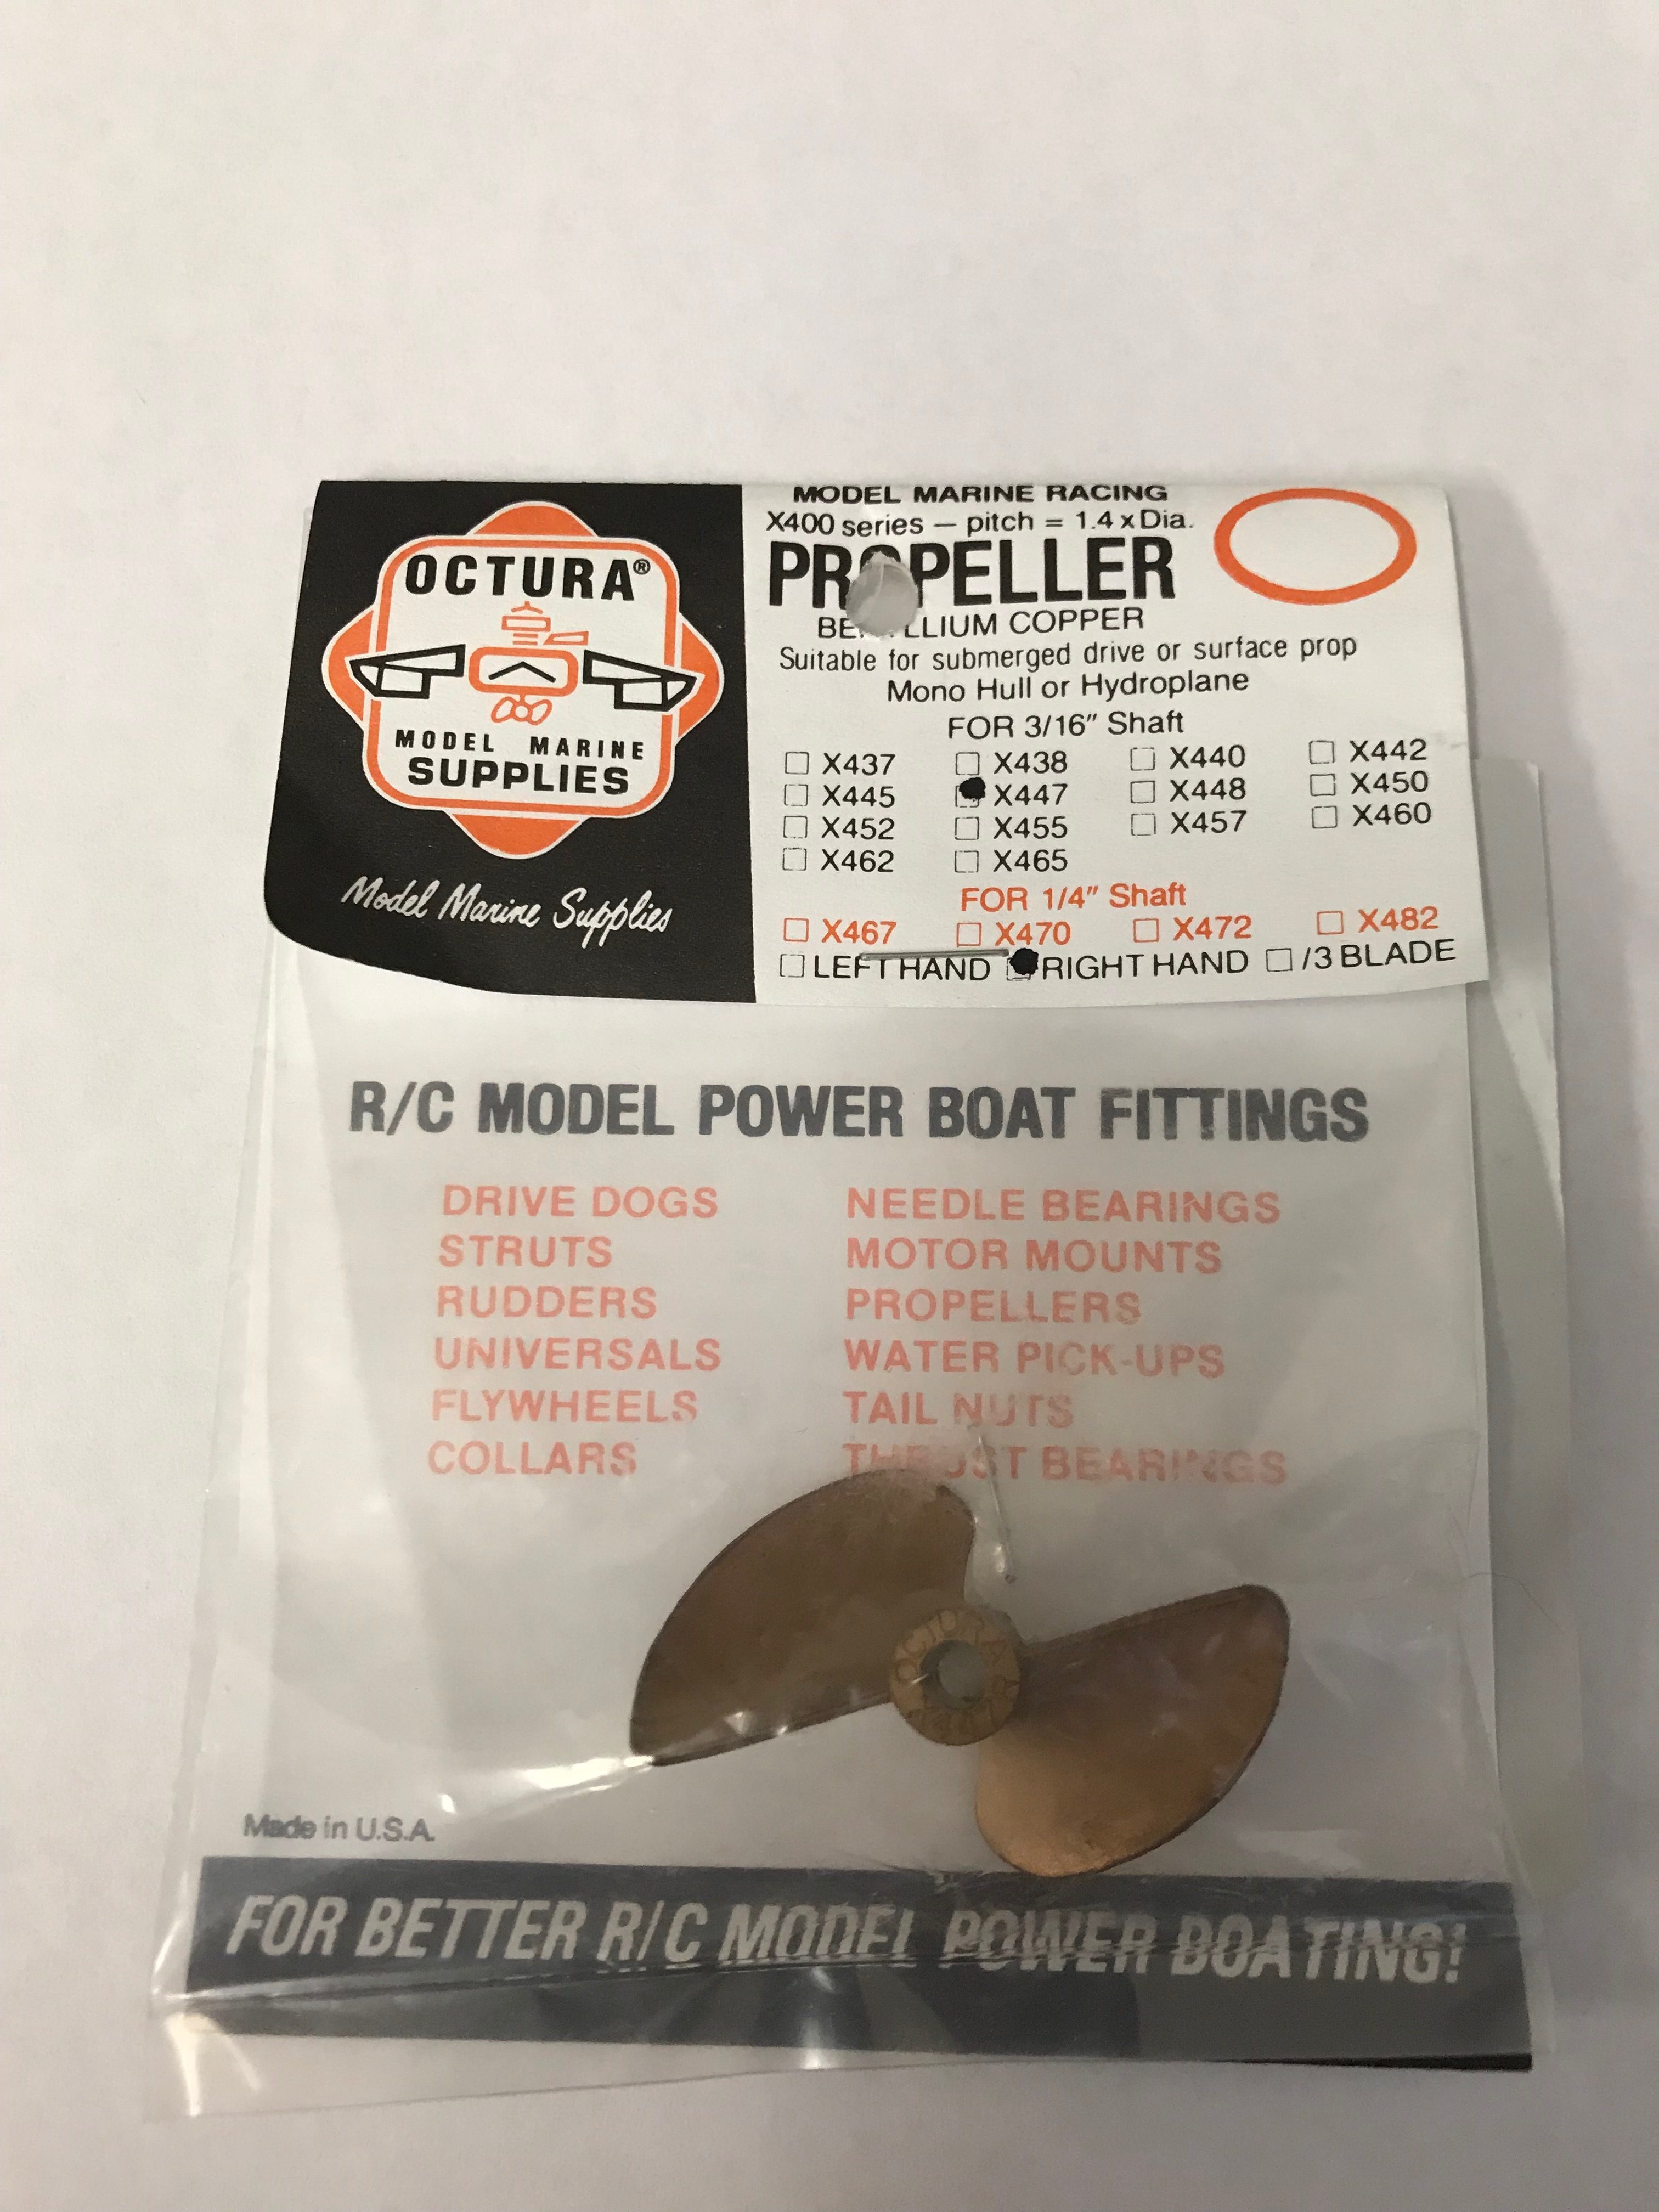 OCTURA®
MODEL MARINE
SUPPLIES
Model Marine Supplies
MODEL MARINE RACING
X400 series — pitch = 1.4 x Dia.
PROPELLER
BERYLLIUM COPPER
Suitable for submerged drive or surface prop
Mono Hull or Hydroplane
FOR 3/16" Shaft
X437 X438 X440 X442
X445 X447 X448 X450
X452 X455 X457 X460
X462 X465
FOR 1/4" Shaft
X467 X470 X472 X482
LEFT HAND RIGHT HAND /3 BLADE
R/C MODEL POWER BOAT FITTINGS
DRIVE DOGS NEEDLE BEARINGS
STRUTS MOTOR MOUNTS
RUDDERS PROPELLERS
UNIVERSALS WATER PICK-UPS
FLYWHEELS TAIL NUTS
COLLARS THRUST BEARINGS
OCTURA
Made in U.S.A.
FOR BETTER R/C MODEL POWER BOATING!